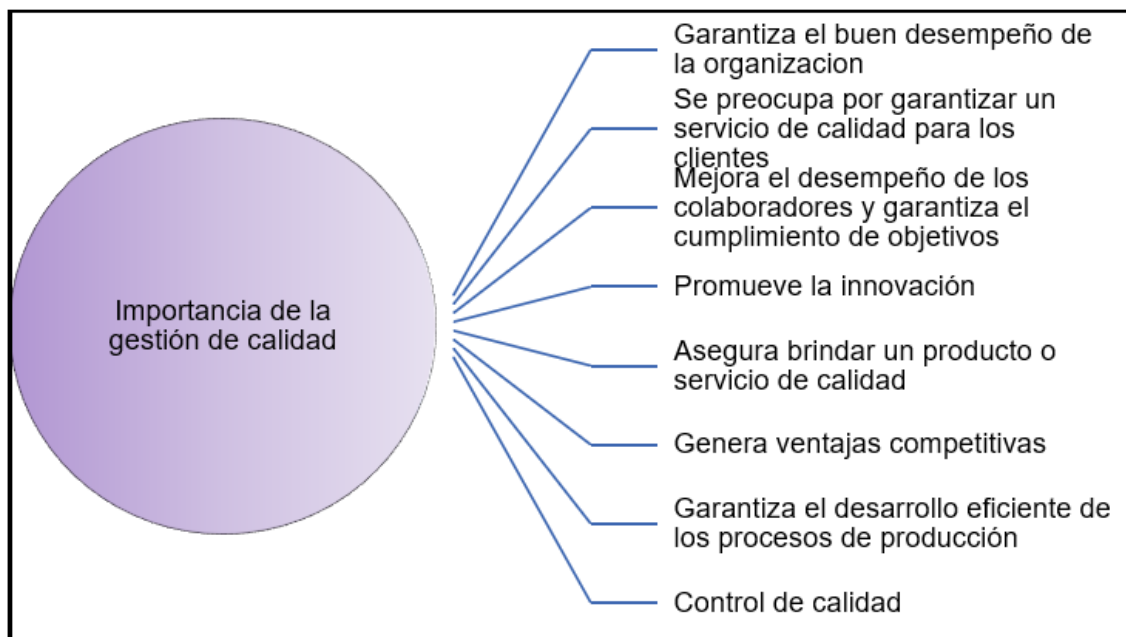 Importancia de la
gestión de calidad
Garantiza el buen desempeño de
la organizacion
Se preocupa por garantizar un
servicio de calidad para los
clientes
Mejora el desempeño de los
colaboradores y garantiza el
cumplimiento de objetivos
Promueve la innovación
Asegura brindar un producto o
servicio de calidad
Genera ventajas competitivas
Garantiza el desarrollo eficiente de
los procesos de producción
Control de calidad